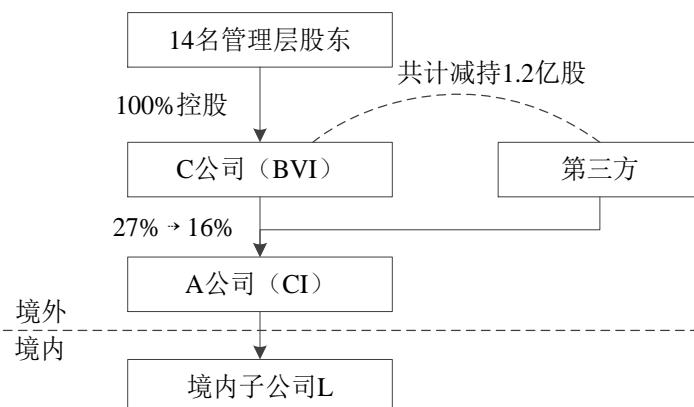 14名管理层股东
共计减持1.2亿股
100%控股
C公司（BVI）
第三方
27%→16%
A公司（CI）
境外
境内
境内子公司L